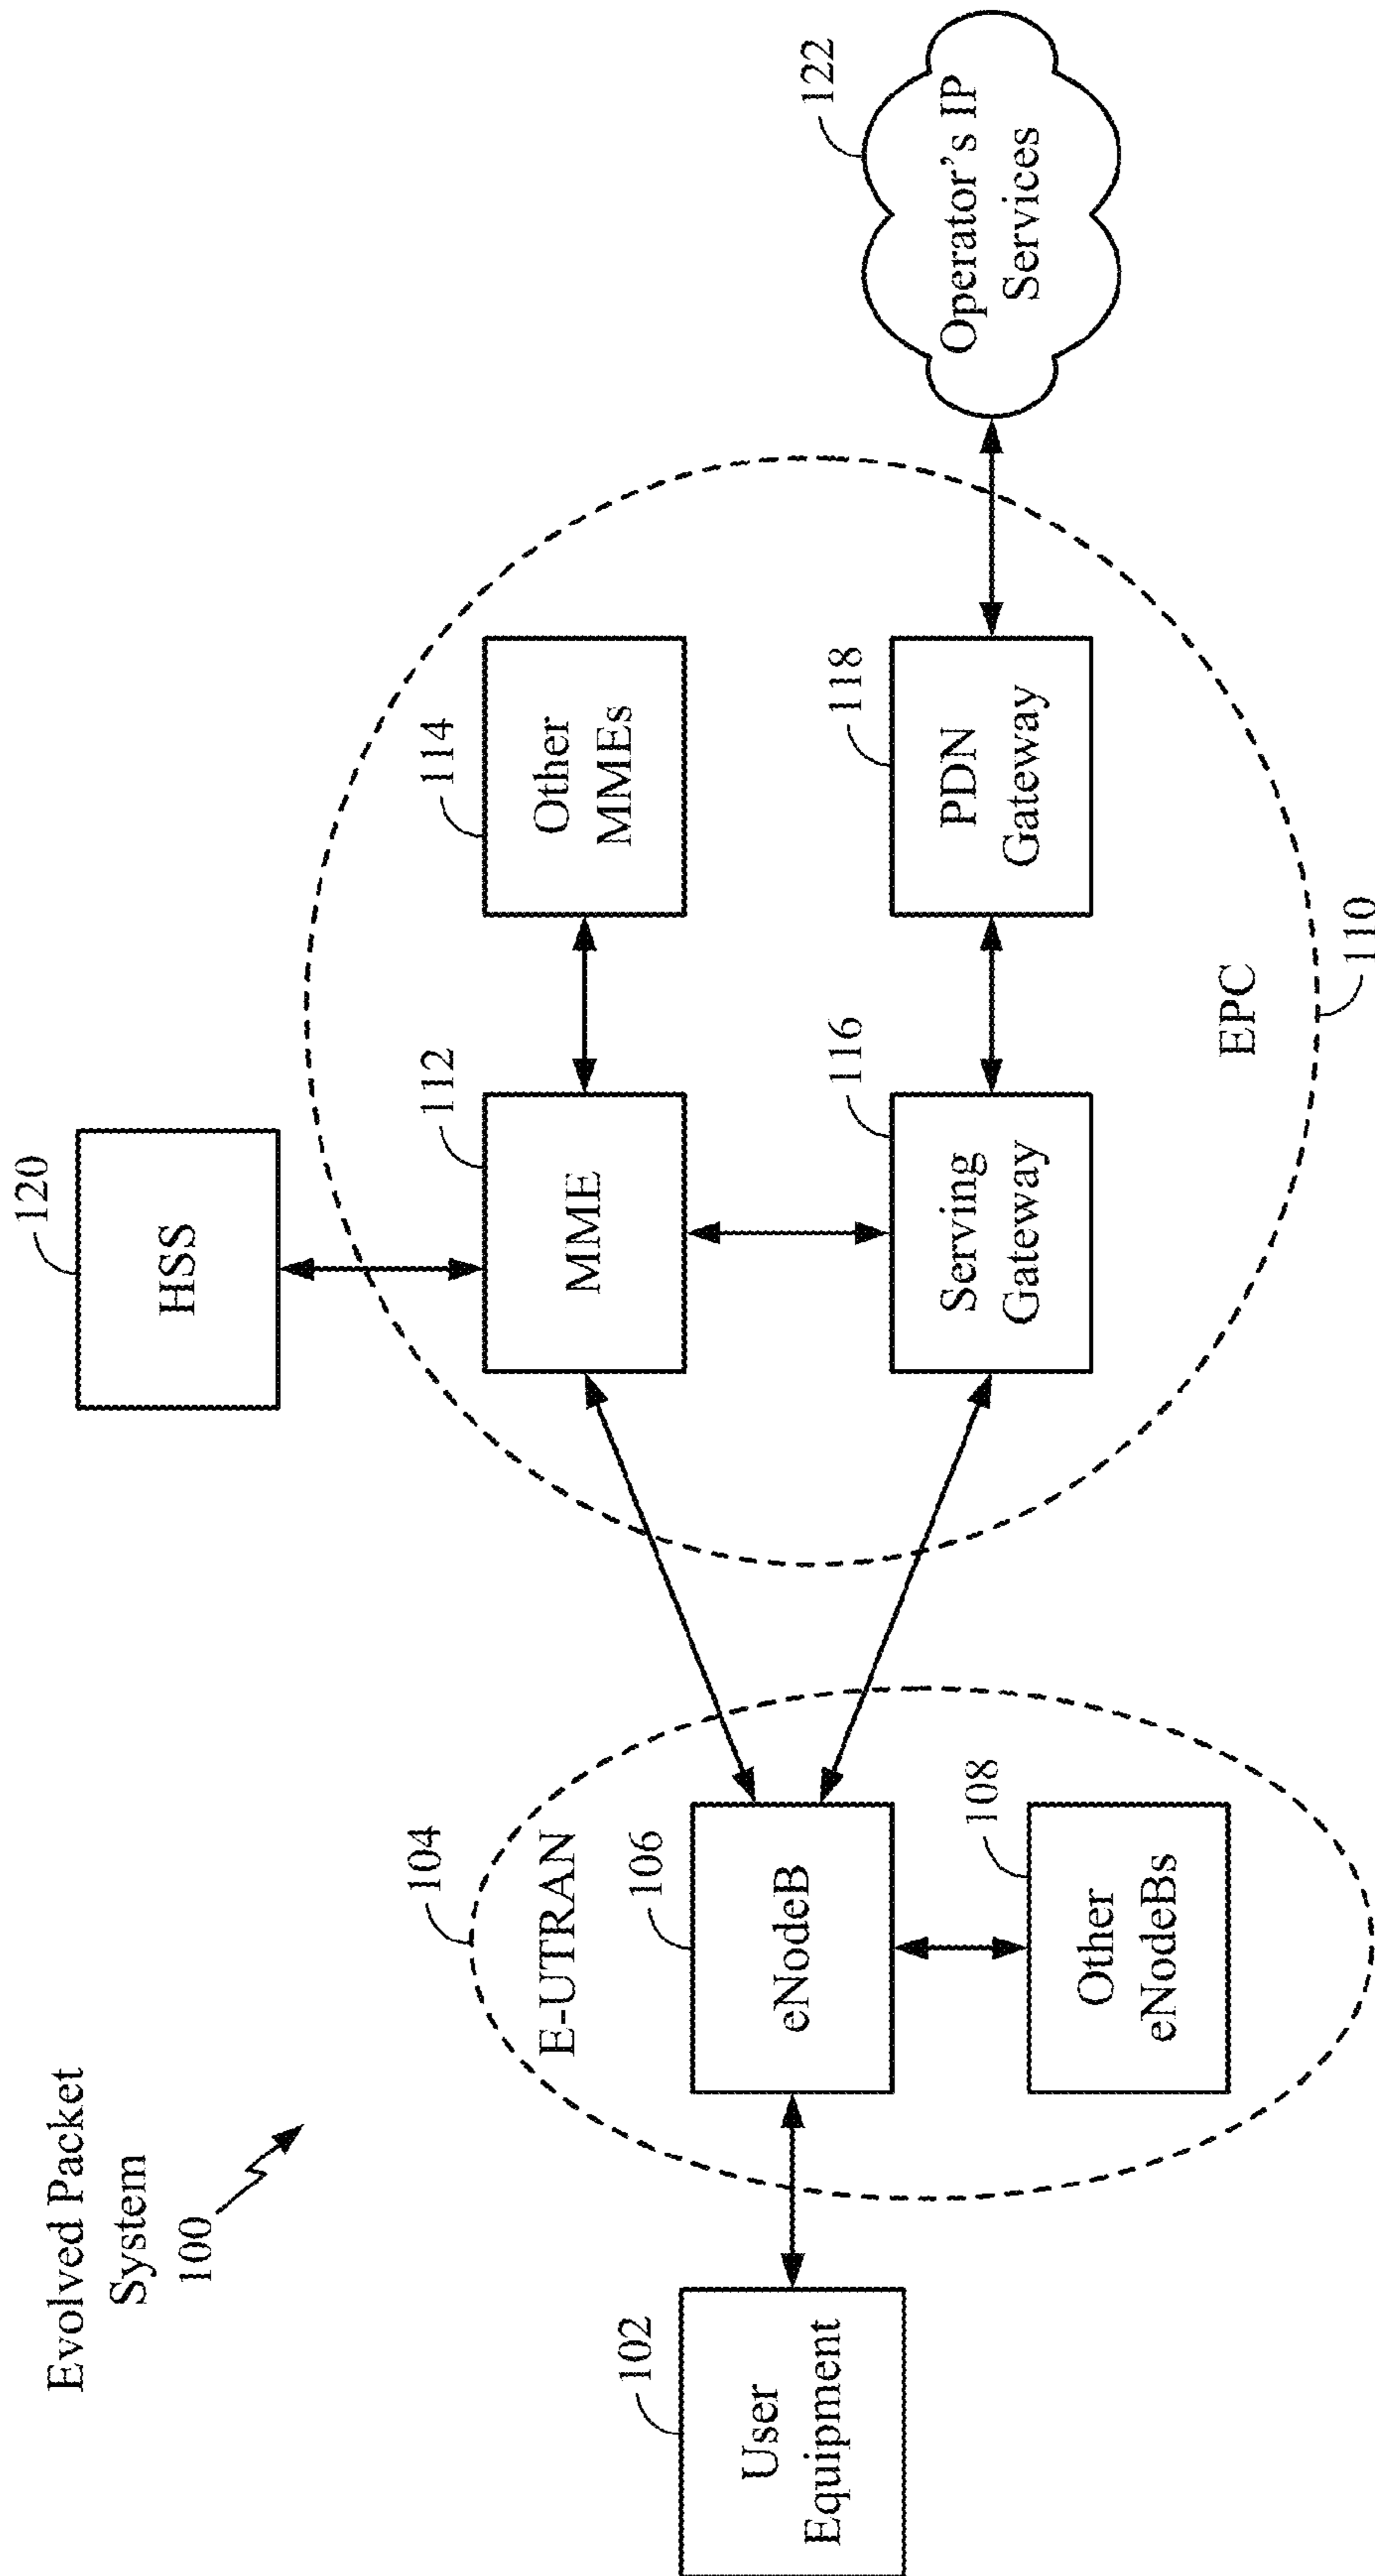 Evolved Packet
System
100
102
User
Equipment
104
E-UTRAN
106
eNodeB
108
Other
eNodeBs
120
HSS
112
MME
114
Other
MMEs
116
Serving
Gateway
118
PDN
Gateway
EPC
110
122
Operator's IP
Services